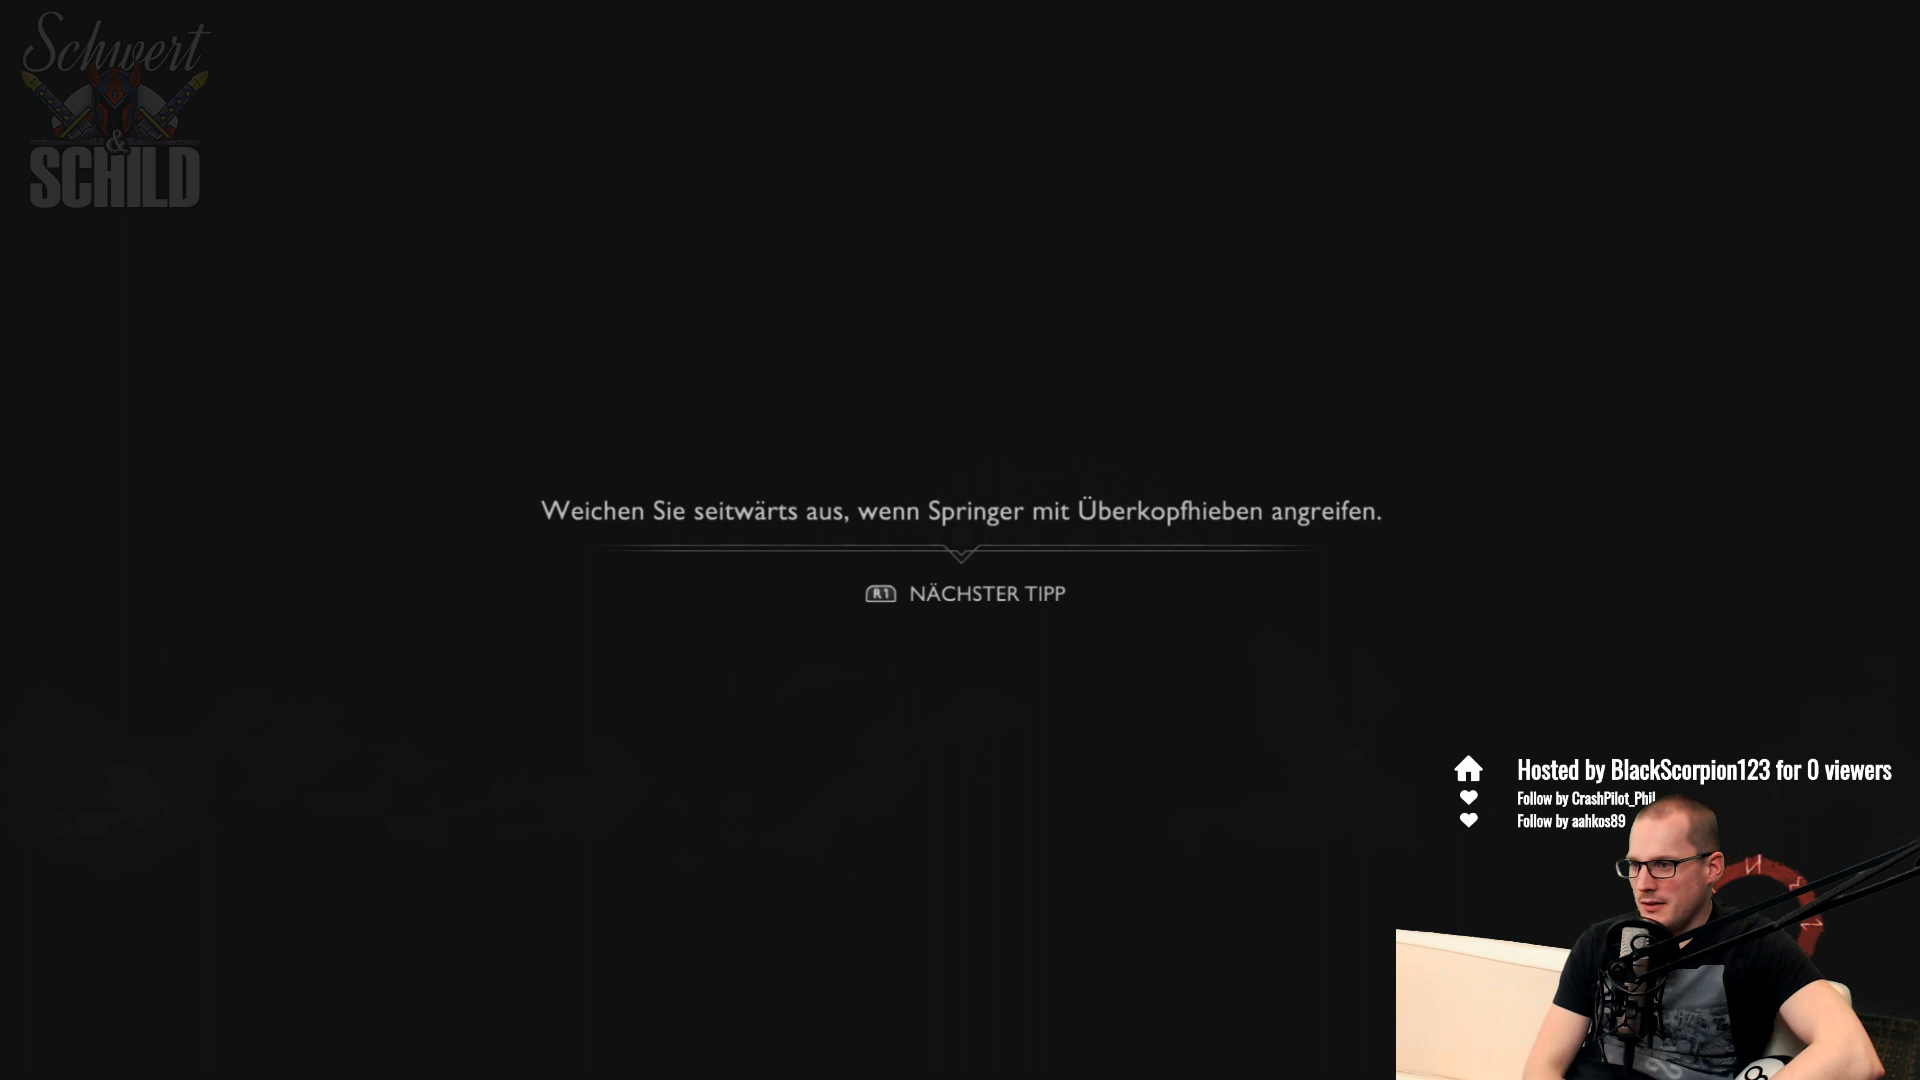 Schwert
&
SCHILD
Weichen Sie seitwärts aus, wenn Springer mit Überkopfhieben angreifen.
R1 NÄCHSTER TIPP
Hosted by BlackScorpion123 for 0 viewers
Follow by CrashPilot_Phil
Follow by aahkos89